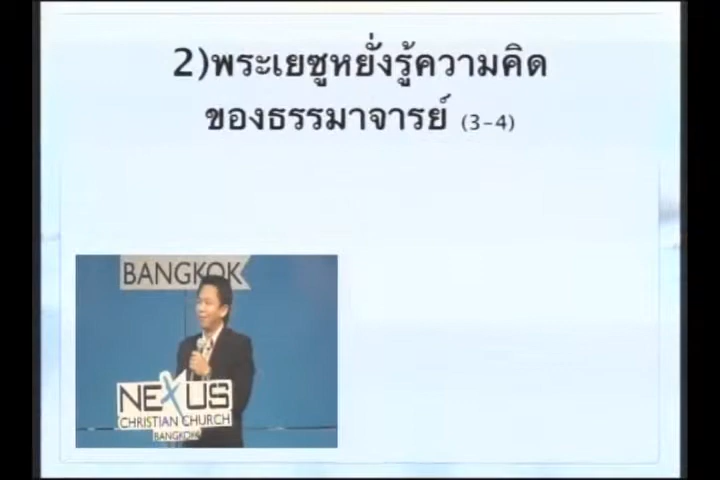 2)พระเยซูหยั่งรู้ความคิด
ของธรรมาจารย์ (3-4)
BANGKOK
NEXUS
CHRISTIAN CHURCH
BANGKOK